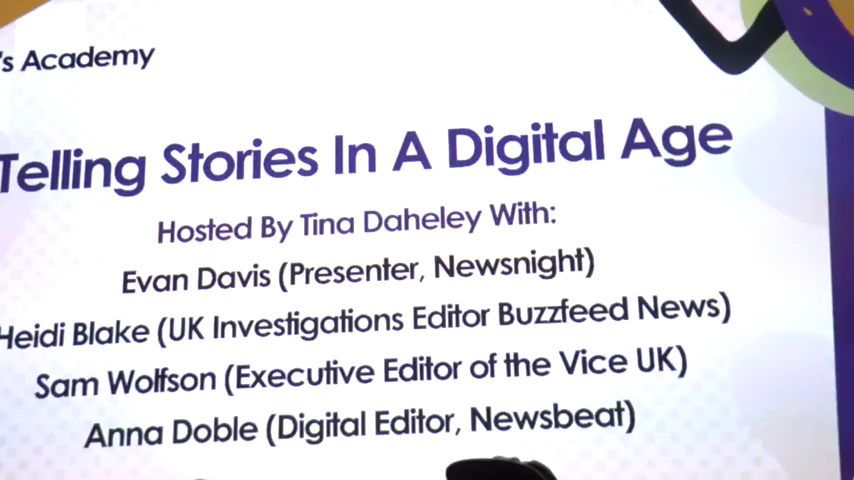 's Academy
Telling Stories In A Digital Age
Hosted By Tina Daheley With:
Evan Davis (Presenter, Newsnight)
Heidi Blake (UK Investigations Editor Buzzfeed News)
Sam Wolfson (Executive Editor of the Vice UK)
Anna Doble (Digital Editor, Newsbeat)